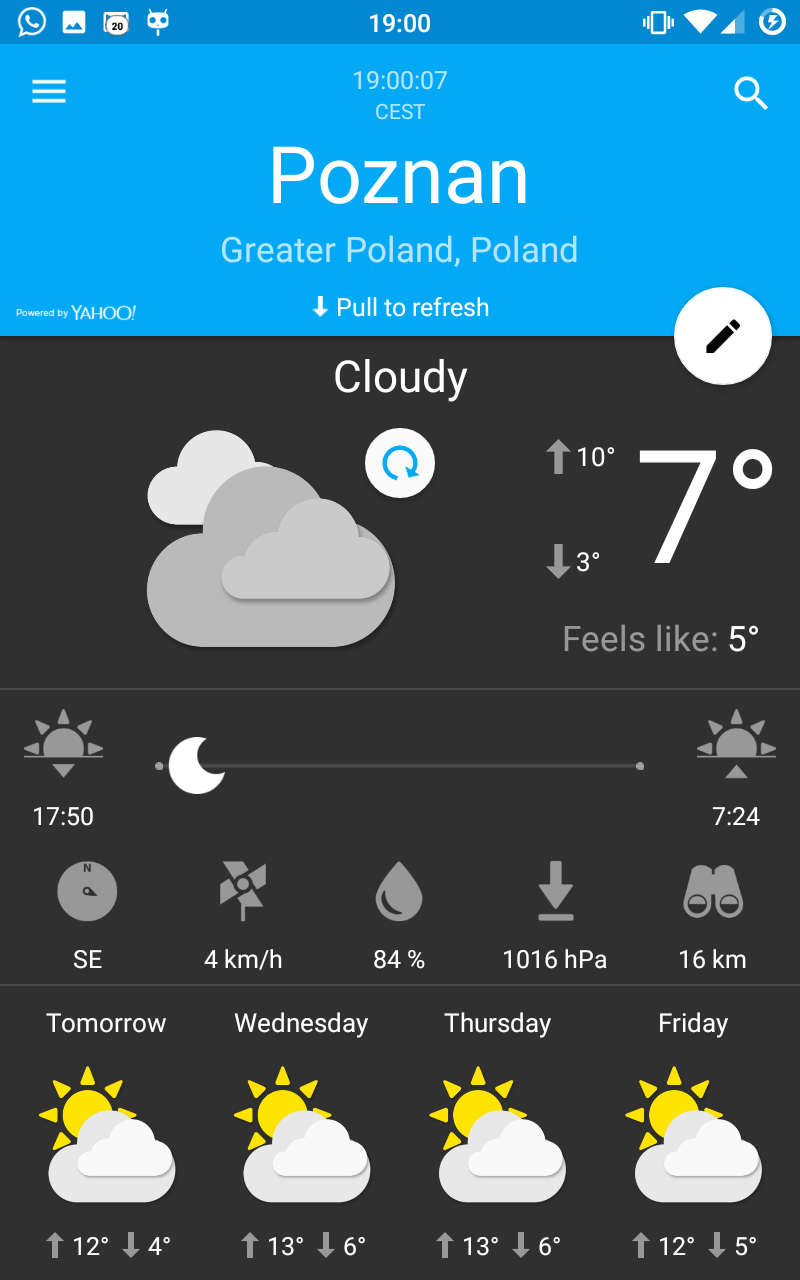 20 19:00
19:00:07
CEST
Poznan
Greater Poland, Poland
Powered by YAHOO! Pull to refresh
Cloudy
10° 7°
3°
Feels like: 5°
17:50 7:24
N
SE 4 km/h 84 % 1016 hPa 16 km
Tomorrow Wednesday Thursday Friday
12° 4° 13° 6° 13° 6° 12° 5°